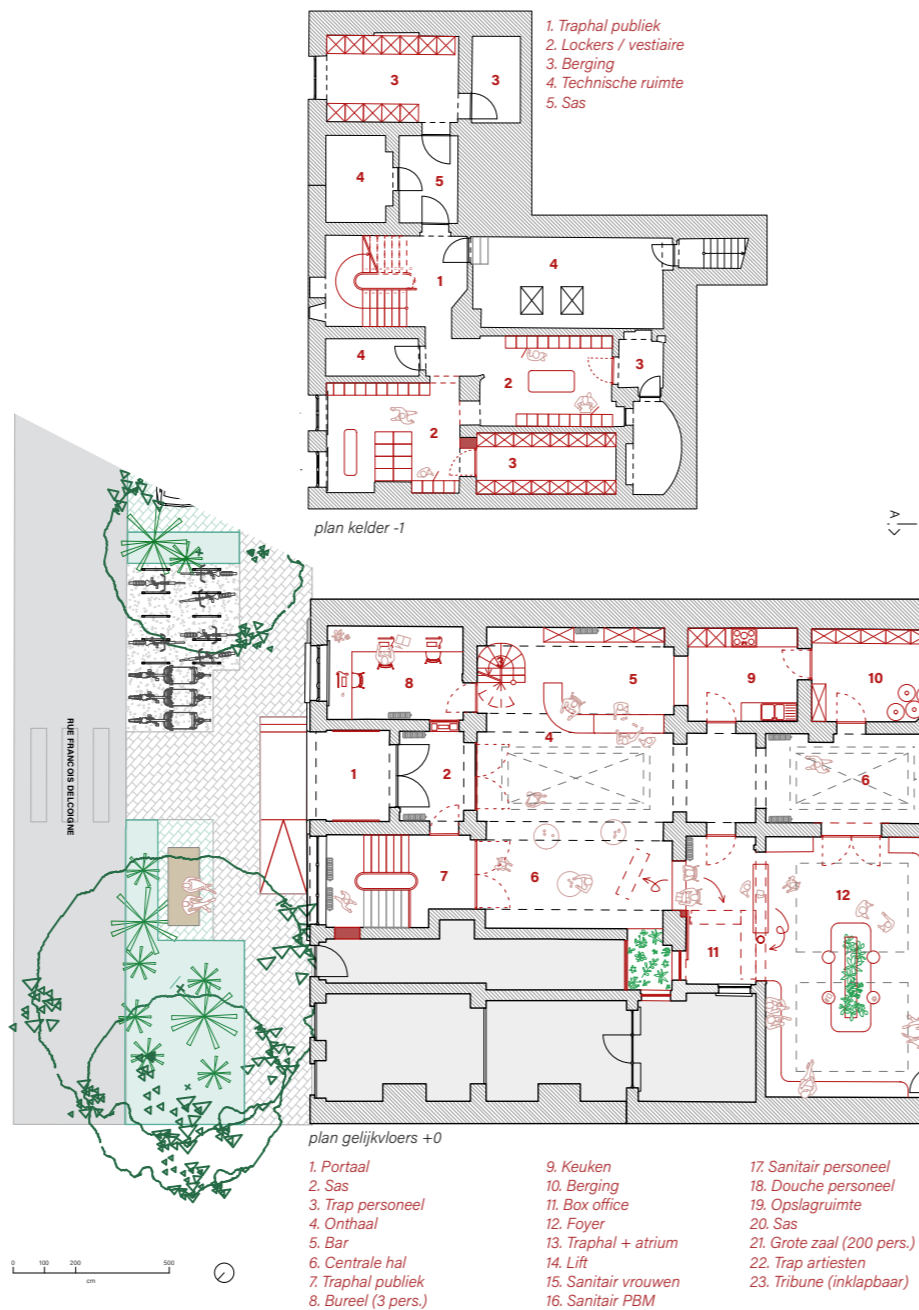 1. Traphal publiek
2. Lockers / vestiaire
3. Berging
4. Technische ruimte
5. Sas
3
3
4
5
1
4
4
2
3
2
3
plan kelder -1
A.
RUE FRANCOIS DELCOIGNE
8
3
5
9
10
4
1
2
6
7
6
12
11
plan gelijkvloers +0
1. Portaal
2. Sas
3. Trap personeel
4. Onthaal
5. Bar
6. Centrale hal
7. Traphal publiek
8. Bureel (3 pers.)
9. Keuken
10. Berging
11. Box office
12. Foyer
13. Traphal + atrium
14. Lift
15. Sanitair vrouwen
16. Sanitair PBM
17. Sanitair personeel
18. Douche personeel
19. Opslagruimte
20. Sas
21. Grote zaal (200 pers.)
22. Trap artiesten
23. Tribune (inklapbaar)
0 100 200 500
cm